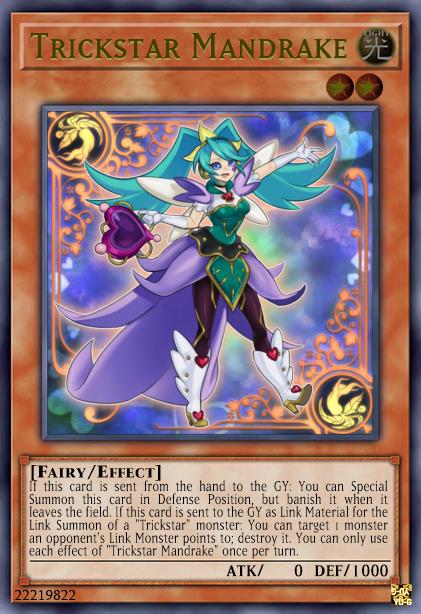 Trickstar Mandrake
LIGHT
光
[Fairy/Effect]
If this card is sent from the hand to the GY: You can Special
Summon this card in Defense Position, but banish it when it
leaves the field. If this card is sent to the GY as Link Material for the
Link Summon of a "Trickstar" monster: You can target 1 monster
an opponent's Link Monster points to; destroy it. You can only use
each effect of "Trickstar Mandrake" once per turn.
ATK/ 0 DEF/1000
22219822